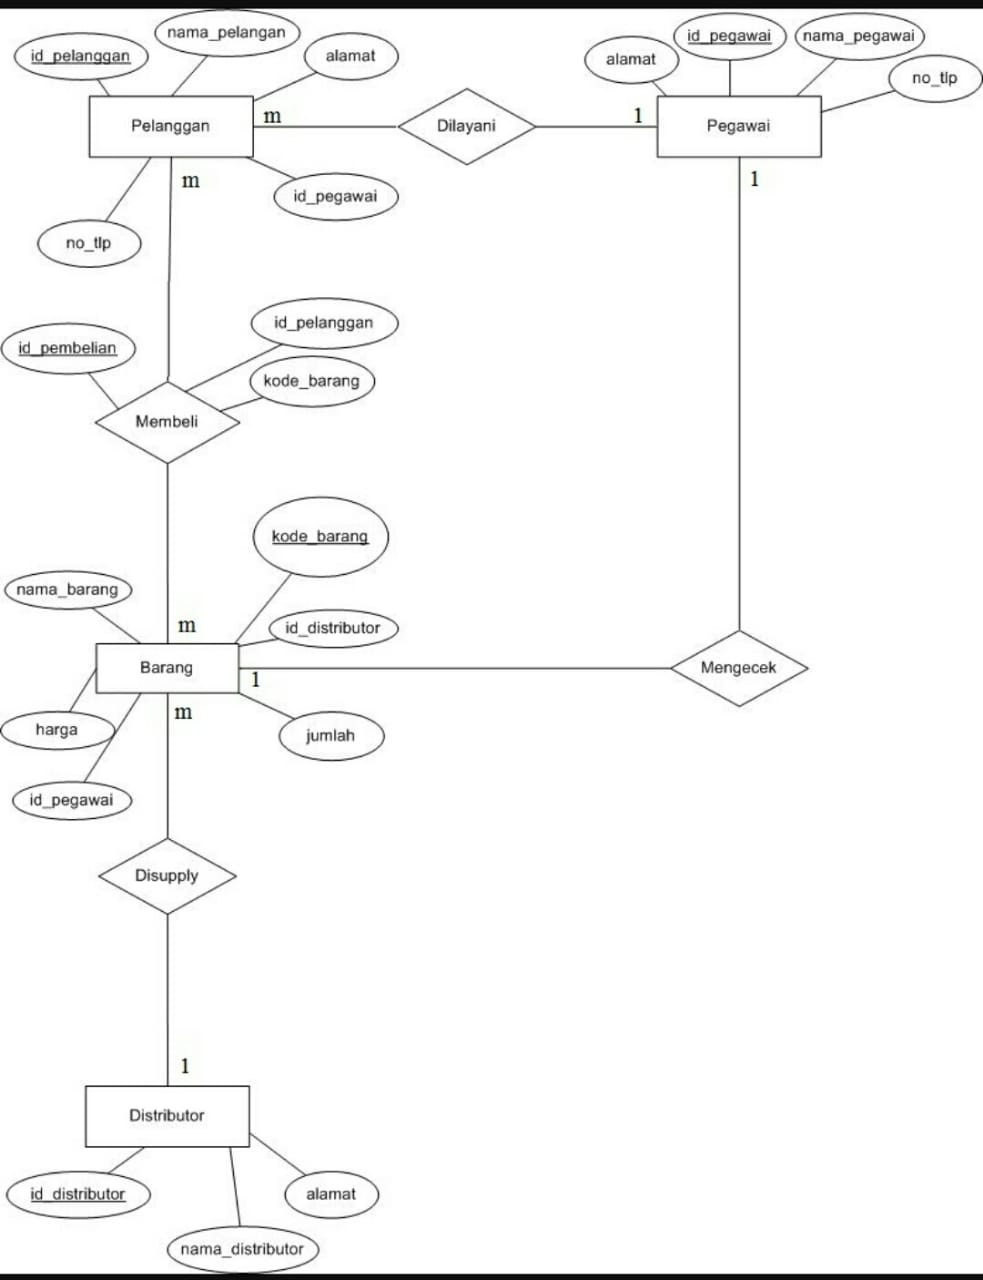 nama_pelangan
id_pelanggan
alamat
Pelanggan
m
Dilayani
1
Pegawai
alamat
id_pegawai
nama_pegawai
no_tlp
m
id_pegawai
1
no_tlp
id_pelanggan
id_pembelian
kode_barang
Membeli
kode_barang
nama_barang
m
id_distributor
Barang
1
Mengecek
m
harga
jumlah
id_pegawai
Disupply
1
Distributor
id_distributor
alamat
nama_distributor